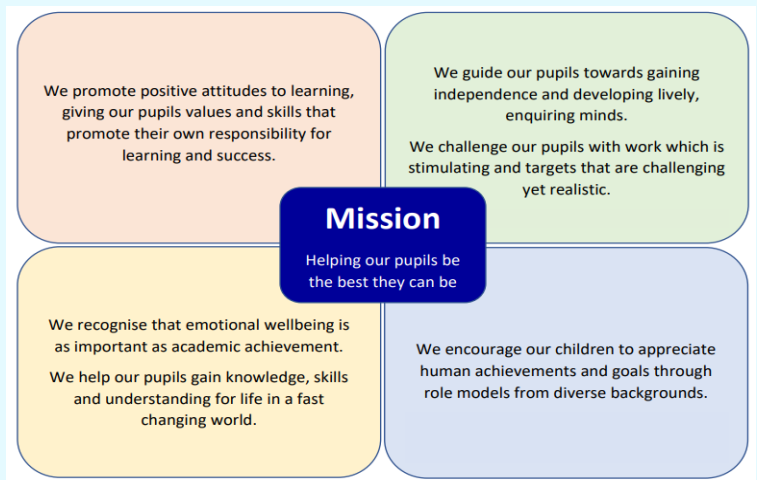 We promote positive attitudes to learning,
giving our pupils values and skills that
promote their own responsibility for
learning and success.
We guide our pupils towards gaining
independence and developing lively,
enquiring minds.
We challenge our pupils with work which is
stimulating and targets that are challenging
yet realistic.
Mission
Helping our pupils be
the best they can be
We recognise that emotional wellbeing is
as important as academic achievement.
We help our pupils gain knowledge, skills
and understanding for life in a fast
changing world.
We encourage our children to appreciate
human achievements and goals through
role models from diverse backgrounds.